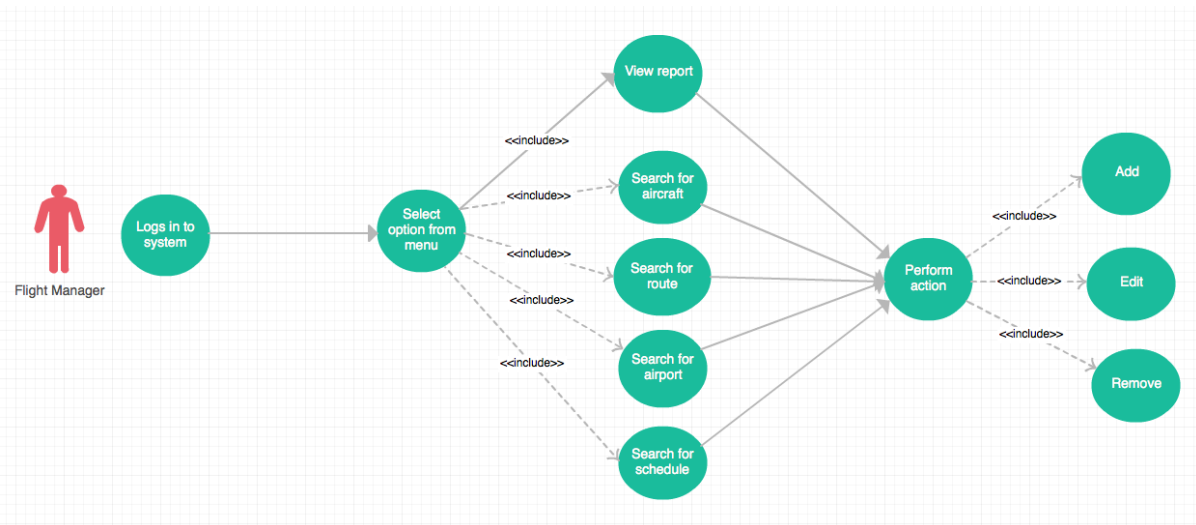 View report
<<include>>
Search for
aircraft
<<include>>
Add
<<include>>
Logs in to
system
Select
option from
menu
<<include>>
Search for
route
Perform
action
<<include>>
Edit
Flight Manager
<<include>>
<<include>>
Search for
airport
<<include>>
Remove
Search for
schedule